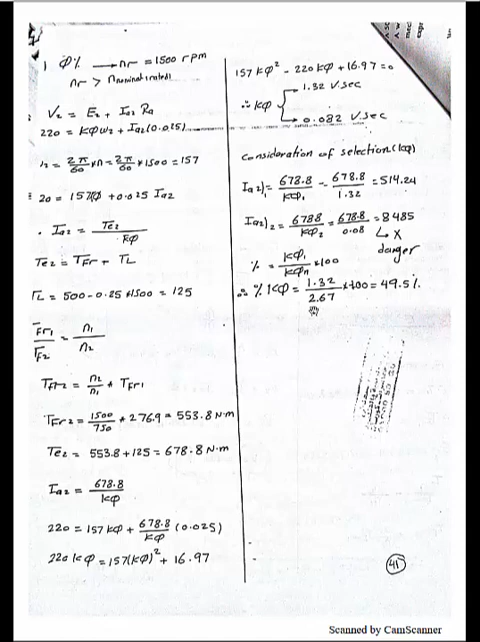 1 φ% → nr = 1500 rpm
nr > nnominal(rated)
V2 = E2 + Ia2 Ra
220 = kφ w2 + Ia2 (0.025)
= 2π/60 * n = 2π/60 * 1500 = 157
20 = 157kφ + 0.025 Ia2
∴ Ia2 = Te2/kφ
Te2 = TFr + TL
TL = 500 - 0.25 * 1500 = 125
TFr1/TFr2 = n1/n2
TFr2 = n2/n1 * TFr1
TFr2 = 1500/750 * 276.9 = 553.8 N.m
Te2 = 553.8 + 125 = 678.8 N.m
Ia2 = 678.8/kφ
220 = 157 kφ + 678.8/kφ (0.025)
220 kφ = 157(kφ)² + 16.97
157 kφ² - 220 kφ + 16.97 = 0
∴ kφ
1.32 V.sec
0.082 V.sec
Consideration of selection (kφ)
Ia2)1 = 678.8/kφ1 - 678.8/1.32 = 514.24
Ia2)2 = 678.8/kφ2 = 678.8/0.08 = 8485
↳ X
danger
% = kφ1/kφn * 100
∴ % kφ = 1.32/2.67 * 100 = 49.5%
41
Scanned by CamScanner